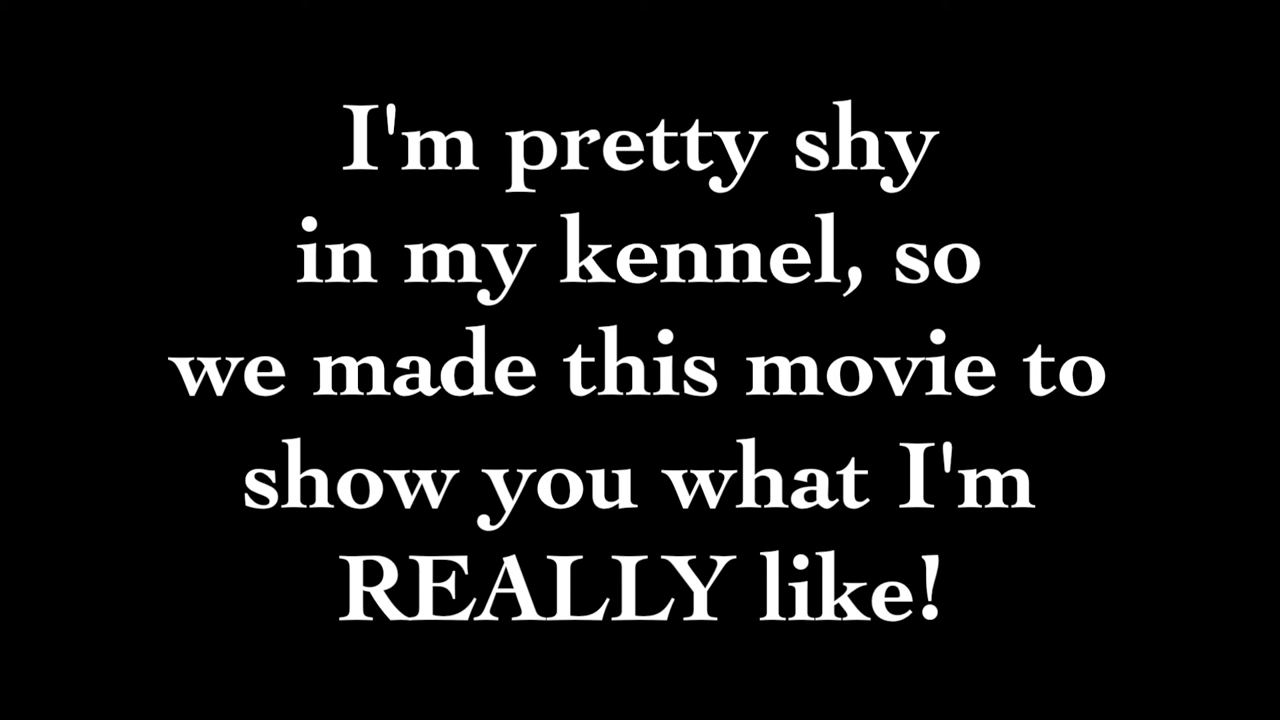 I'm pretty shy
in my kennel, so
we made this movie to
show you what I'm
REALLY like!